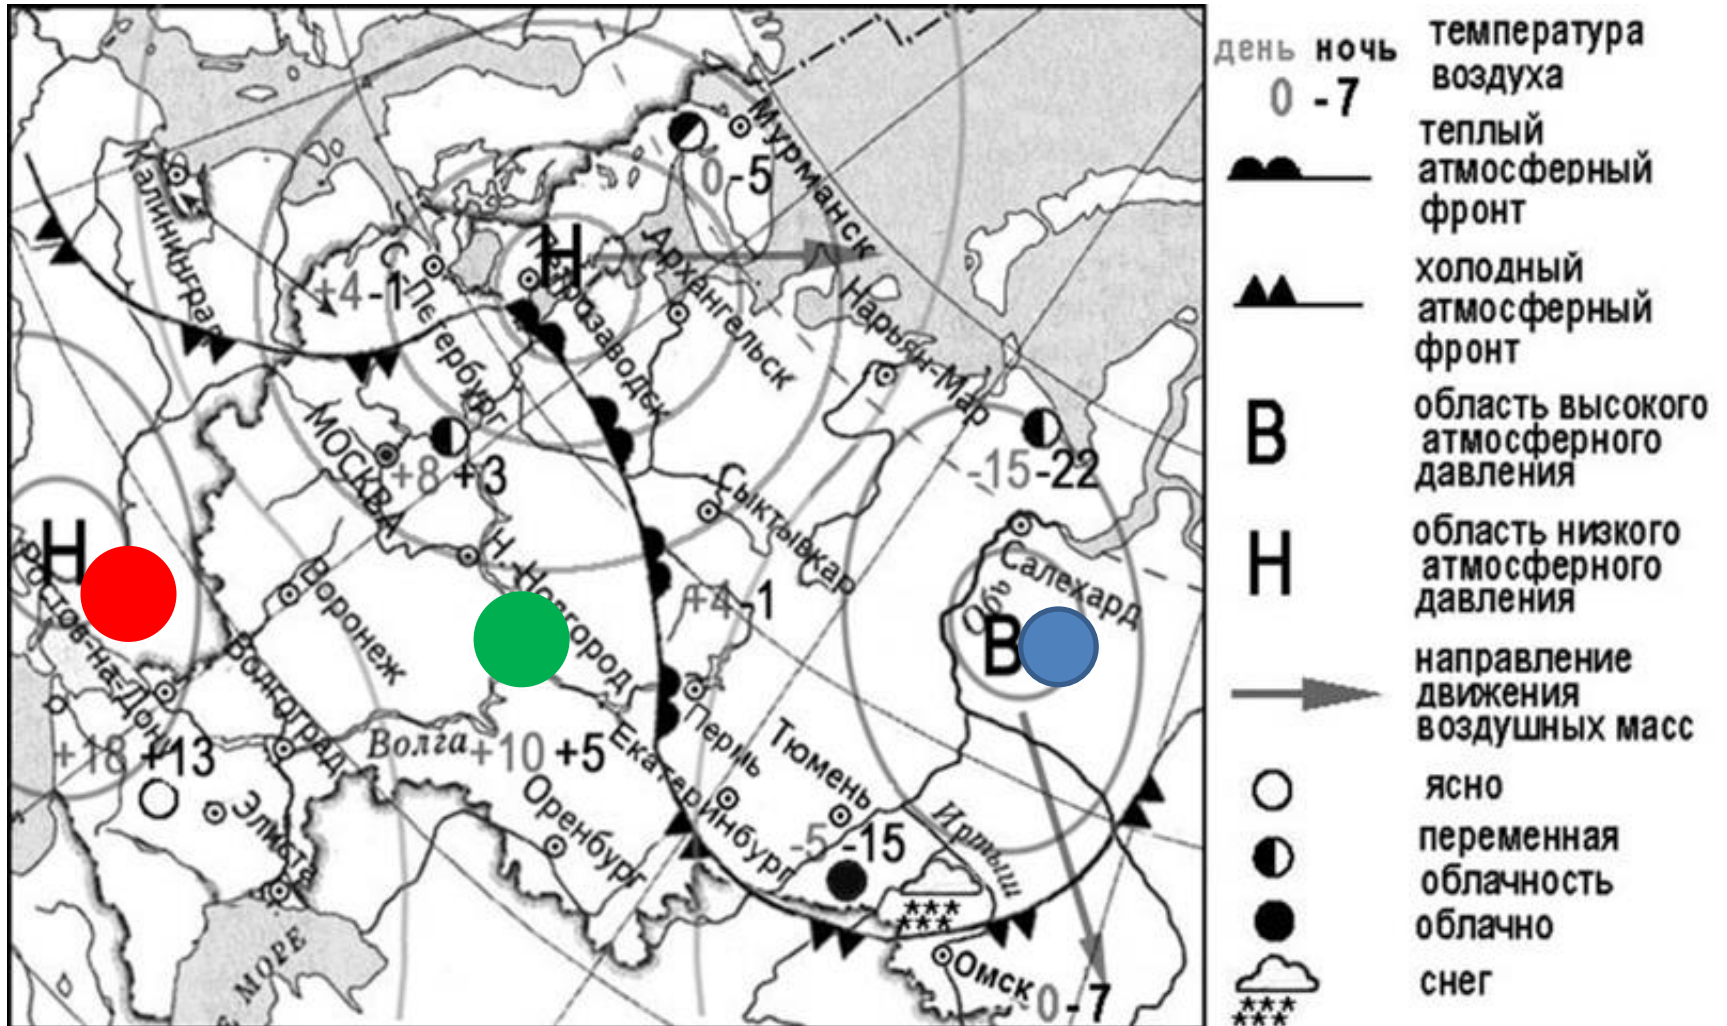 Мурманск
0-5
Калининград
Н
С-Петербург
+4-1
Петрозаводск
Архангельск
Нарьян-Мар
МОСКВА
+8 +3
-15-22
Сыктывкар
Н
Ростов-на-Дону
Воронеж
Н.-Новгород
+4-1
Салехард
Обь
В
Волгоград
+18 +13
Волга
+10 +5
Пермь
Екатеринбург
Тюмень
-5 -15
Иртыш
Оренбург
Элиста
МОРЕ
Омск
0-7
день ночь
0 -7
температура
воздуха
теплый
атмосферный
фронт
холодный
атмосферный
фронт
В
область высокого
атмосферного
давления
Н
область низкого
атмосферного
давления
направление
движения
воздушных масс
ясно
переменная
облачность
облачно
снег